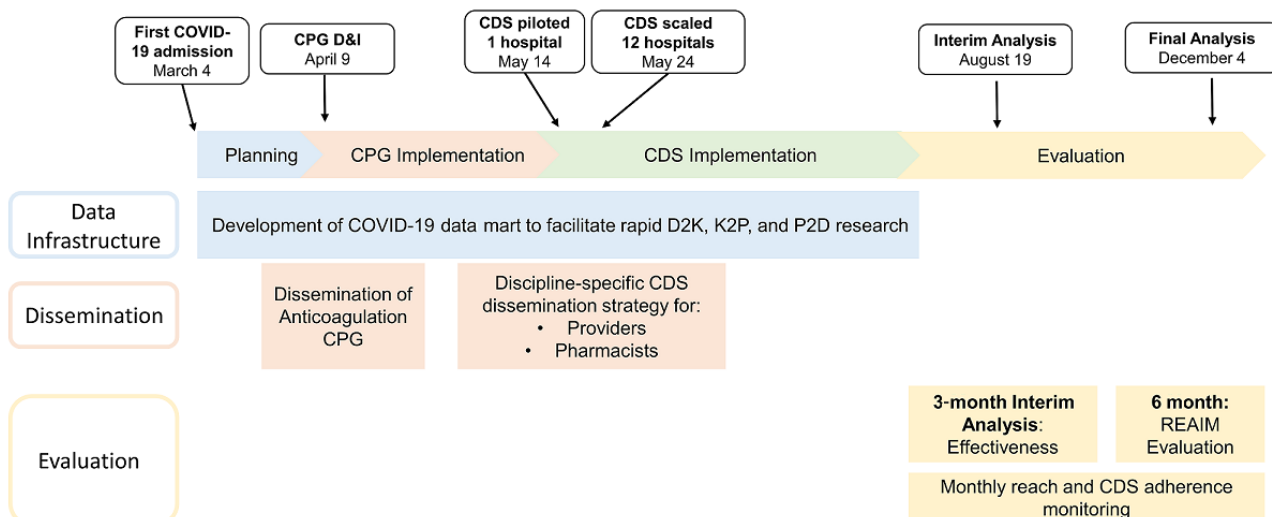 First COVID-
19 admission
March 4
CPG D&I
April 9
CDS piloted
1 hospital
May 14
CDS scaled
12 hospitals
May 24
Interim Analysis
August 19
Final Analysis
December 4
Planning
CPG Implementation
CDS Implementation
Evaluation
Data
Infrastructure
Development of COVID-19 data mart to facilitate rapid D2K, K2P, and P2D research
Dissemination
Dissemination of
Anticoagulation
CPG
Discipline-specific CDS
dissemination strategy for:
• Providers
• Pharmacists
Evaluation
3-month Interim
Analysis:
Effectiveness
6 month:
REAIM
Evaluation
Monthly reach and CDS adherence
monitoring